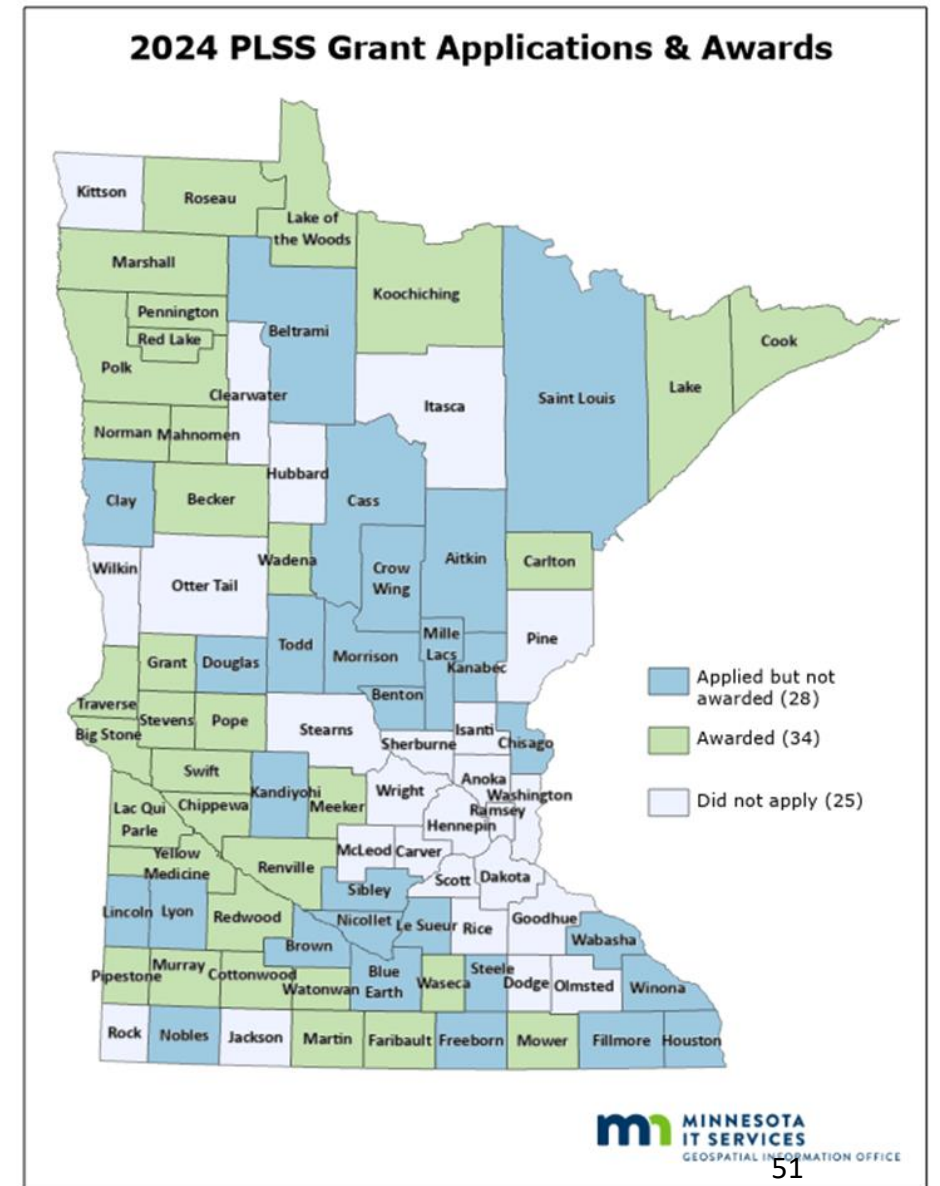 2024 PLSS Grant Applications & Awards
Kittson
Roseau
Lake of
the Woods
Marshall
Koochiching
Pennington
Beltrami
Red Lake
Cook
Polk
Lake
Clearwater
Saint Louis
Itasca
Norman
Mahnomen
Hubbard
Clay
Becker
Cass
Wadena
Aitkin
Carlton
Wilkin
Crow
Wing
Otter Tail
Mille
Lacs
Pine
Todd
Morrison
Grant
Douglas
Kanabec
Applied but not
awarded (28)
Benton
Traverse
Stevens
Pope
Stearns
Isanti
Big Stone
Sherburne
Chisago
Awarded (34)
Swift
Anoka
Kandiyohi
Wright
Washington
Did not apply (25)
Lac Qui
Parle
Chippewa
Meeker
Ramsey
Hennepin
McLeod
Carver
Yellow
Medicine
Renville
Scott
Dakota
Sibley
Lincoln
Lyon
Redwood
Nicollet
Le Sueur
Rice
Goodhue
Brown
Wabasha
Pipestone
Murray
Cottonwood
Watonwan
Blue
Earth
Waseca
Steele
Dodge
Olmsted
Winona
Rock
Nobles
Jackson
Martin
Faribault
Freeborn
Mower
Fillmore
Houston
MINNESOTA
IT SERVICES
GEOSPATIAL INFORMATION OFFICE
51